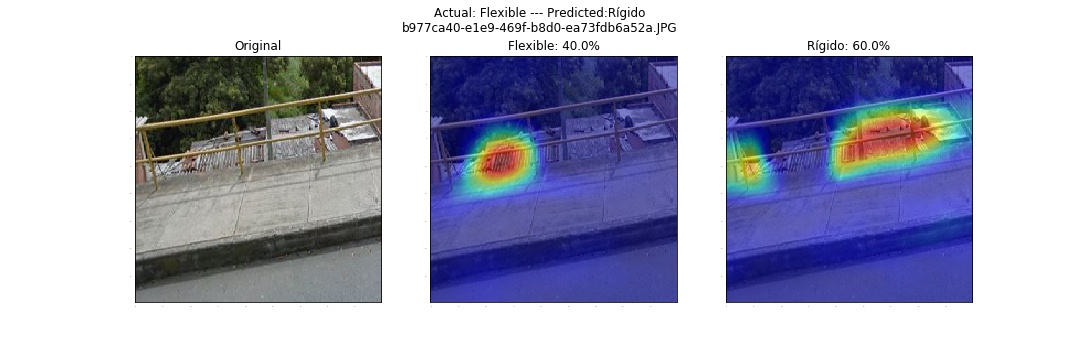 Actual: Flexible --- Predicted:Rígido
b977ca40-e1e9-469f-b8d0-ea73fdb6a52a.JPG
Original
Flexible: 40.0%
Rígido: 60.0%